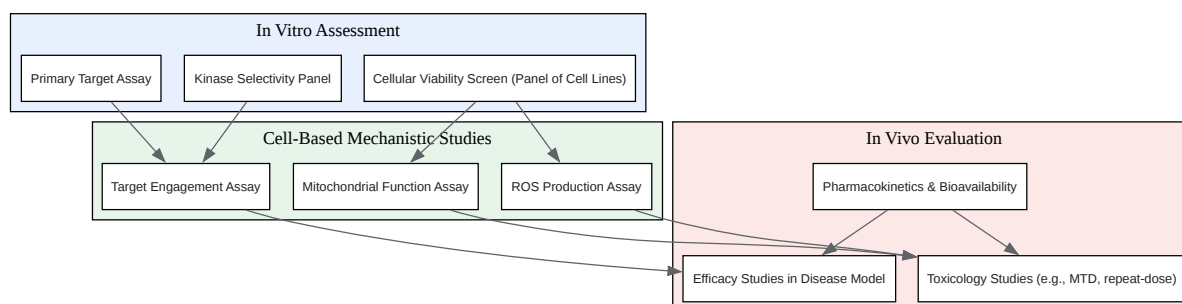 In Vitro Assessment
Primary Target Assay
Kinase Selectivity Panel
Cellular Viability Screen (Panel of Cell Lines)
Cell-Based Mechanistic Studies
Target Engagement Assay
Mitochondrial Function Assay
ROS Production Assay
In Vivo Evaluation
Pharmacokinetics & Bioavailability
Efficacy Studies in Disease Model
Toxicology Studies (e.g., MTD, repeat-dose)